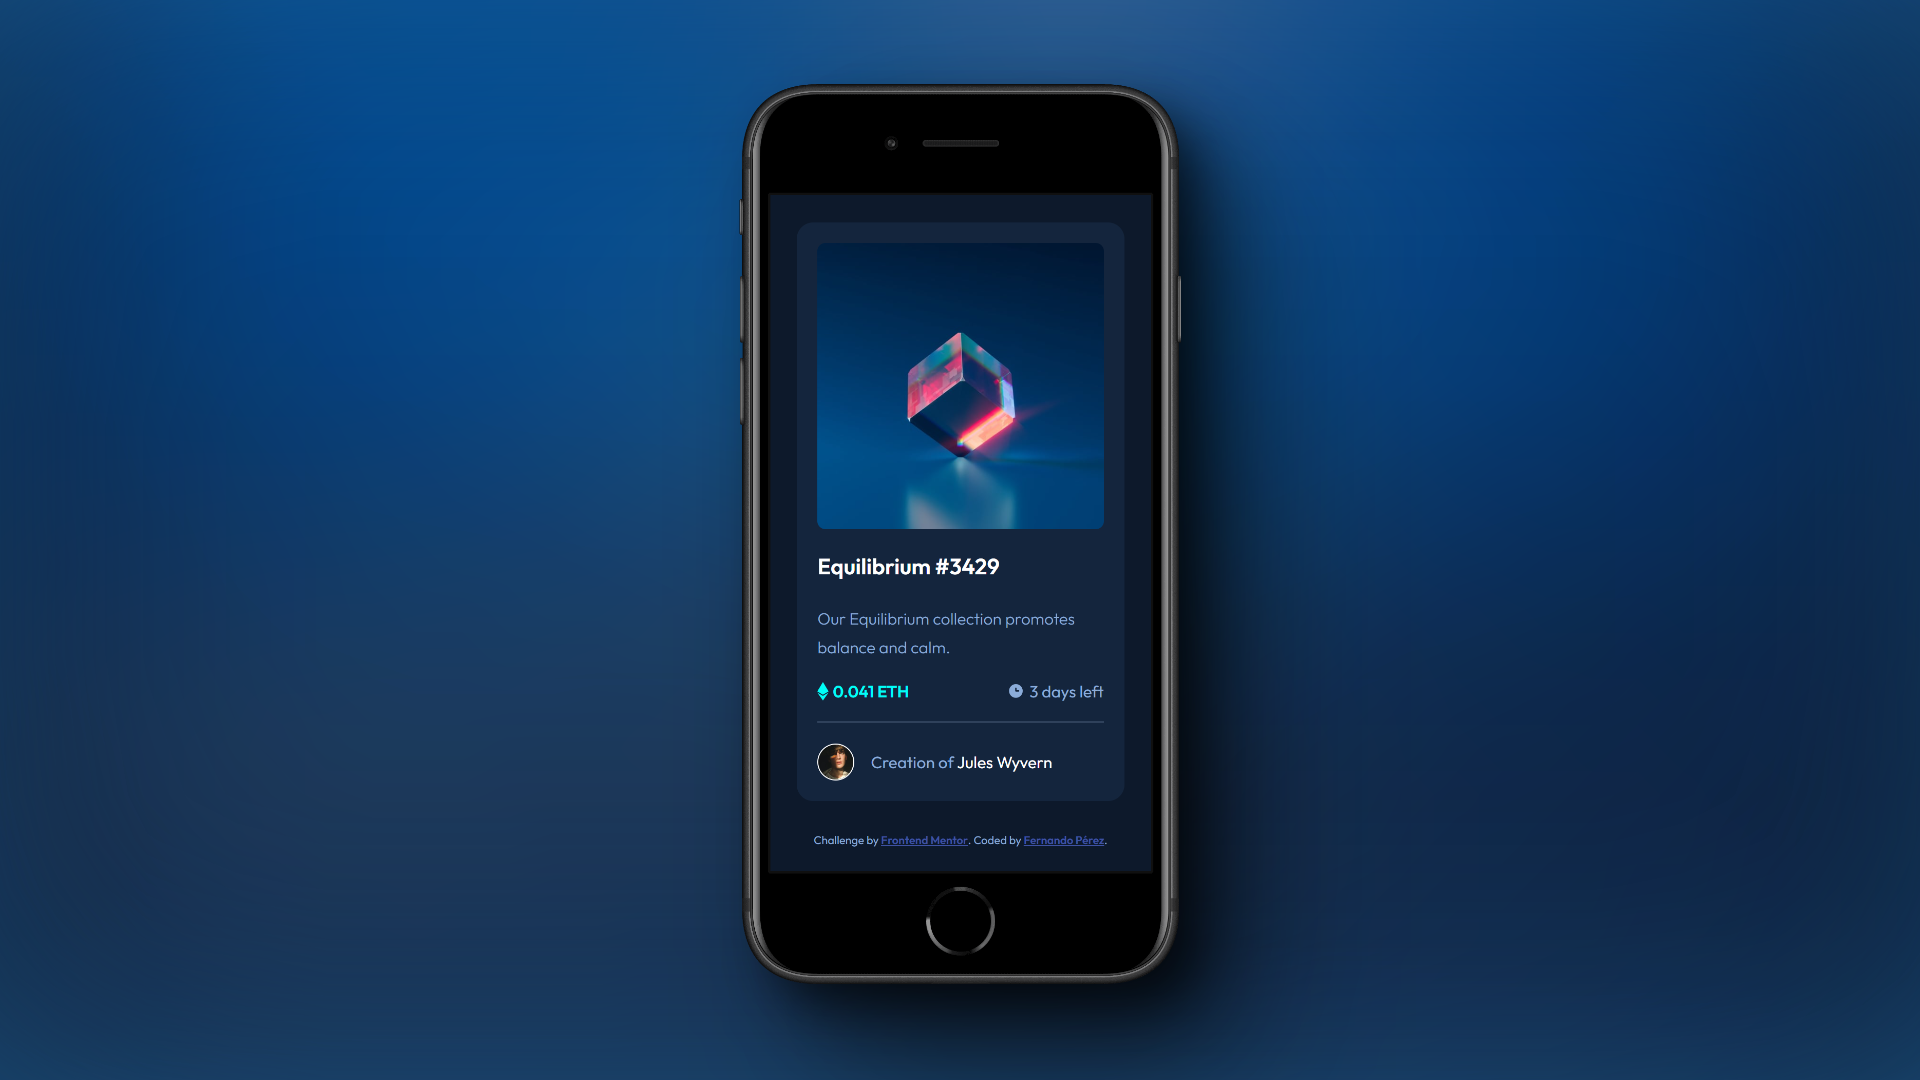 Equilibrium #3429
Our Equilibrium collection promotes
balance and calm.
0.041 ETH
3 days left
Creation of Jules Wyvern
Challenge by Frontend Mentor. Coded by Fernando Pérez.